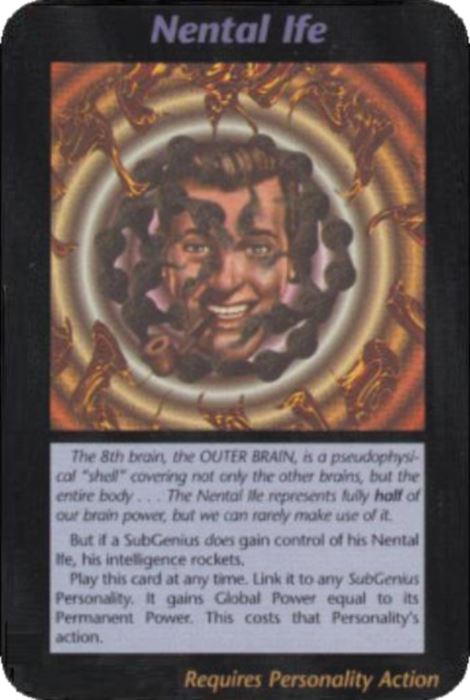 Nental Ife
The 8th brain, the OUTER BRAIN, is a pseudophysi-
cal "shell" covering not only the other brains, but the
entire body . . . The Nental Ife represents fully half of
our brain power, but we can rarely make use of it.
But if a SubGenius does gain control of his Nental
Ife, his intelligence rockets.
Play this card at any time. Link it to any SubGenius
Personality. It gains Global Power equal to its
Permanent Power. This costs that Personality's
action.
Requires Personality Action